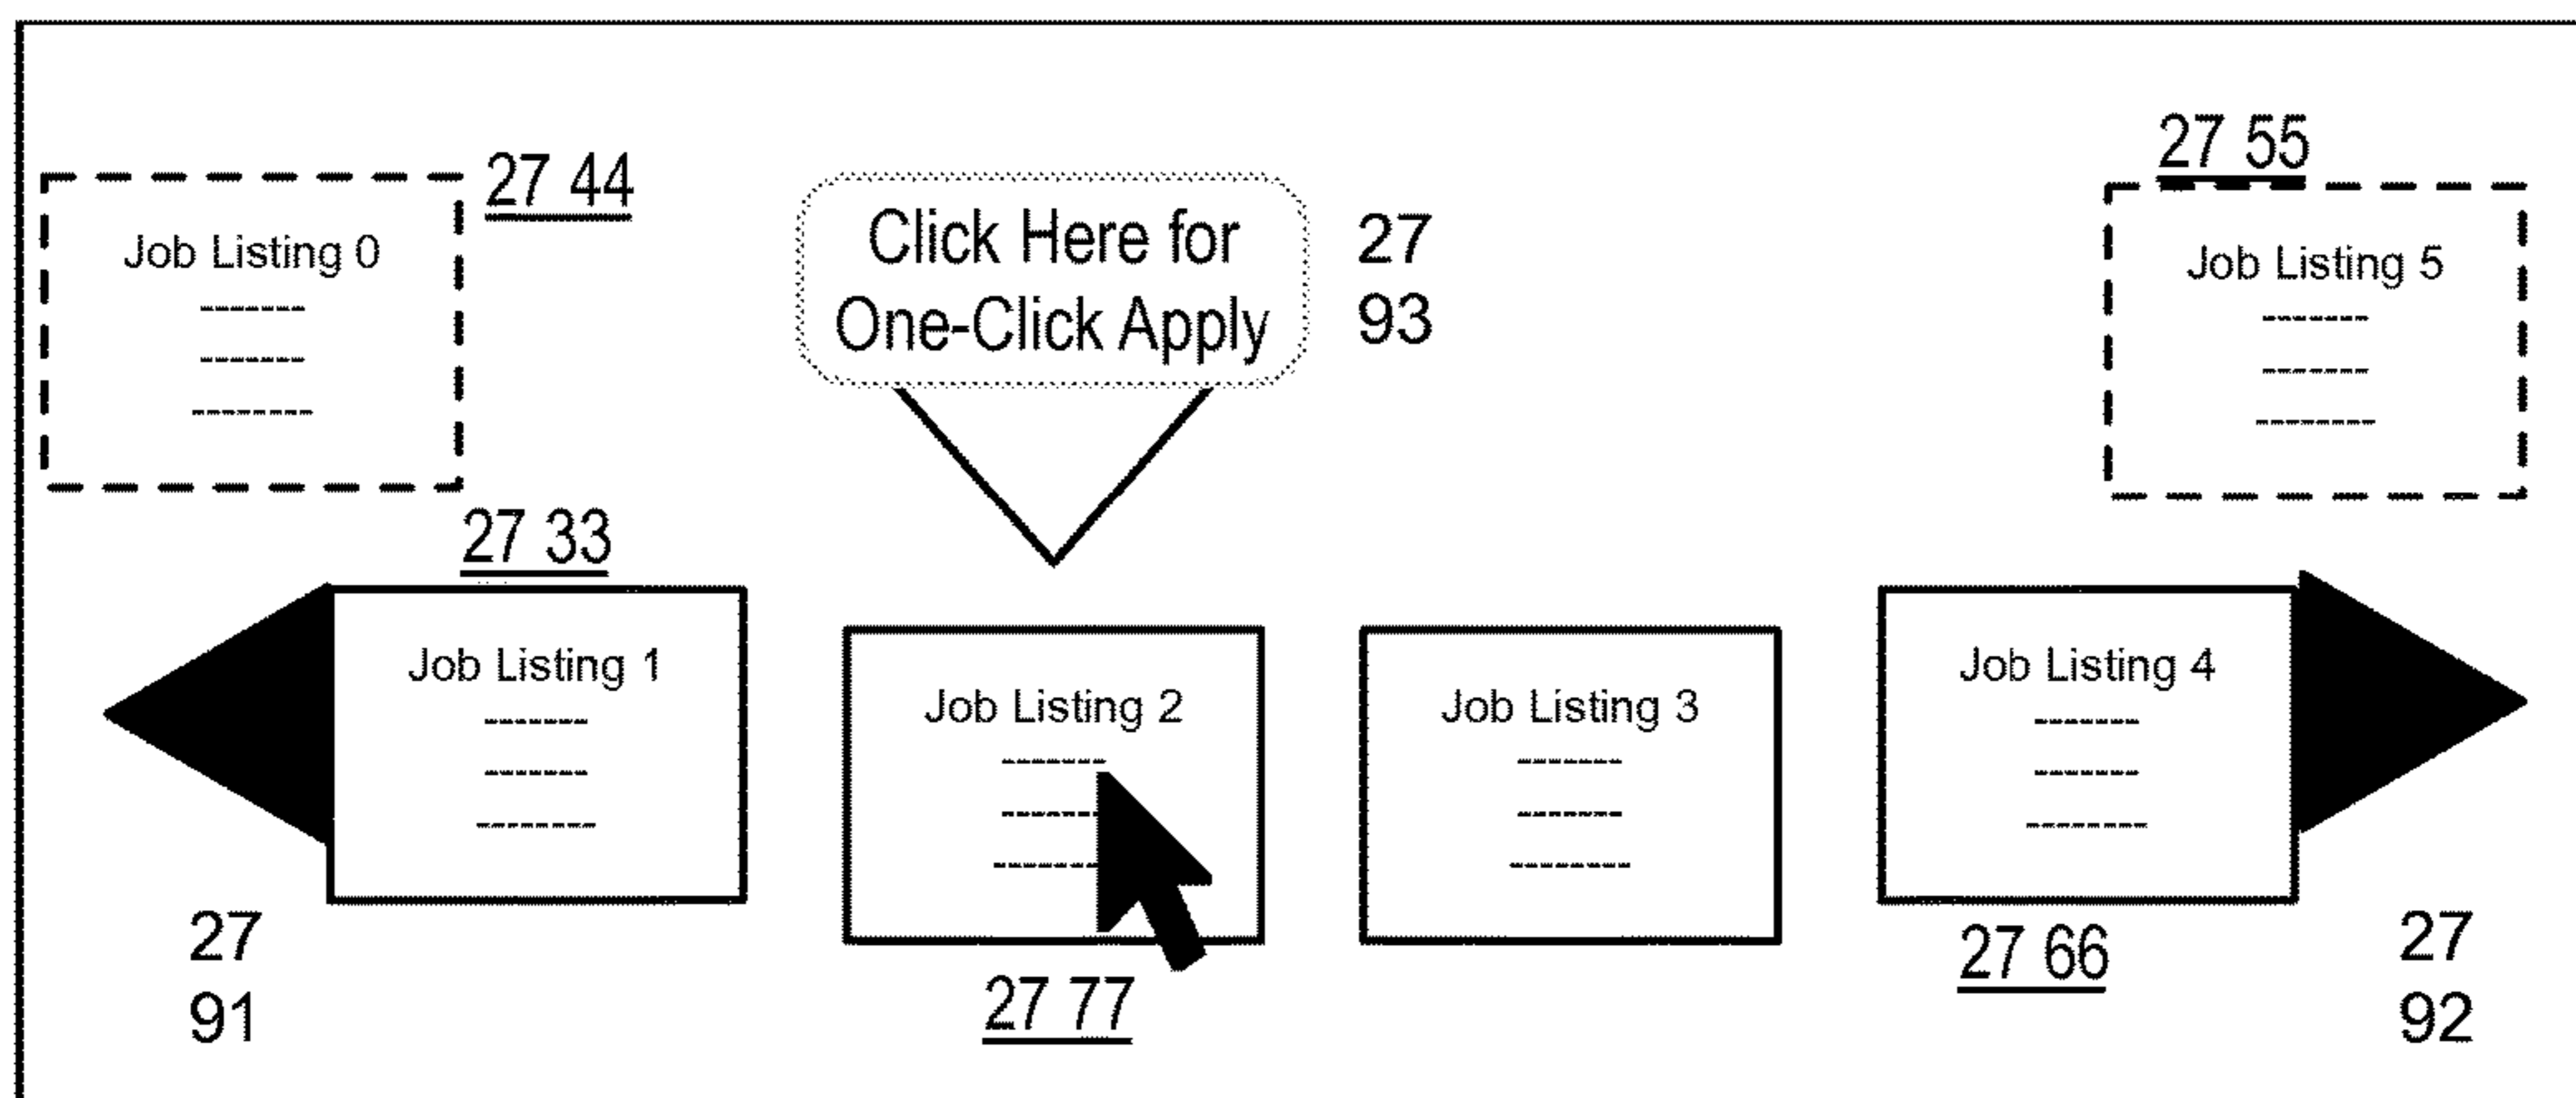 27 55
27 44
Job Listing 0
Click Here for
One-Click Apply
27
93
Job Listing 5
27 33
Job Listing 1
Job Listing 2
Job Listing 3
Job Listing 4
27
91
27 77
27 66
27
92